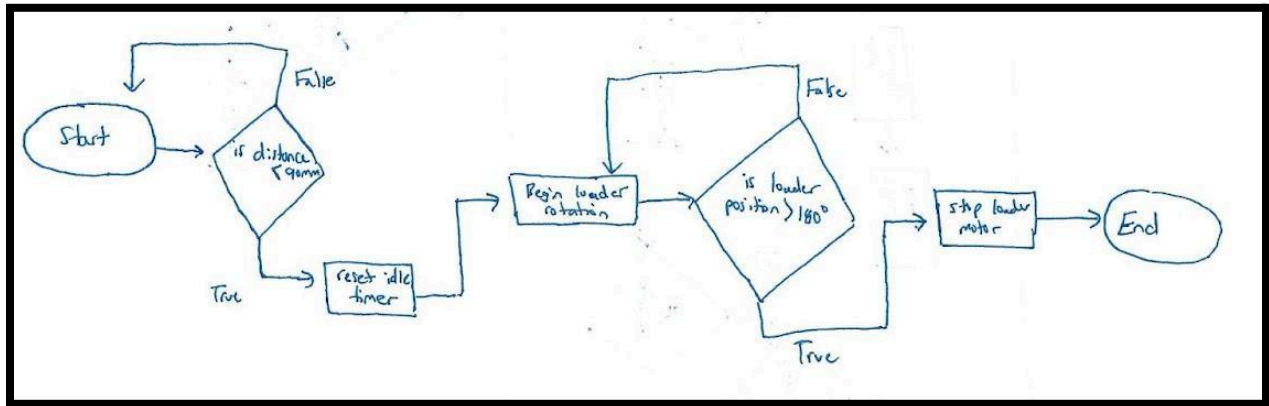 Start
False
is distance
<90mm
True
reset idle
timer
Begin loader
rotation
False
is loader
position > 180°
True
stop loader
motor
End